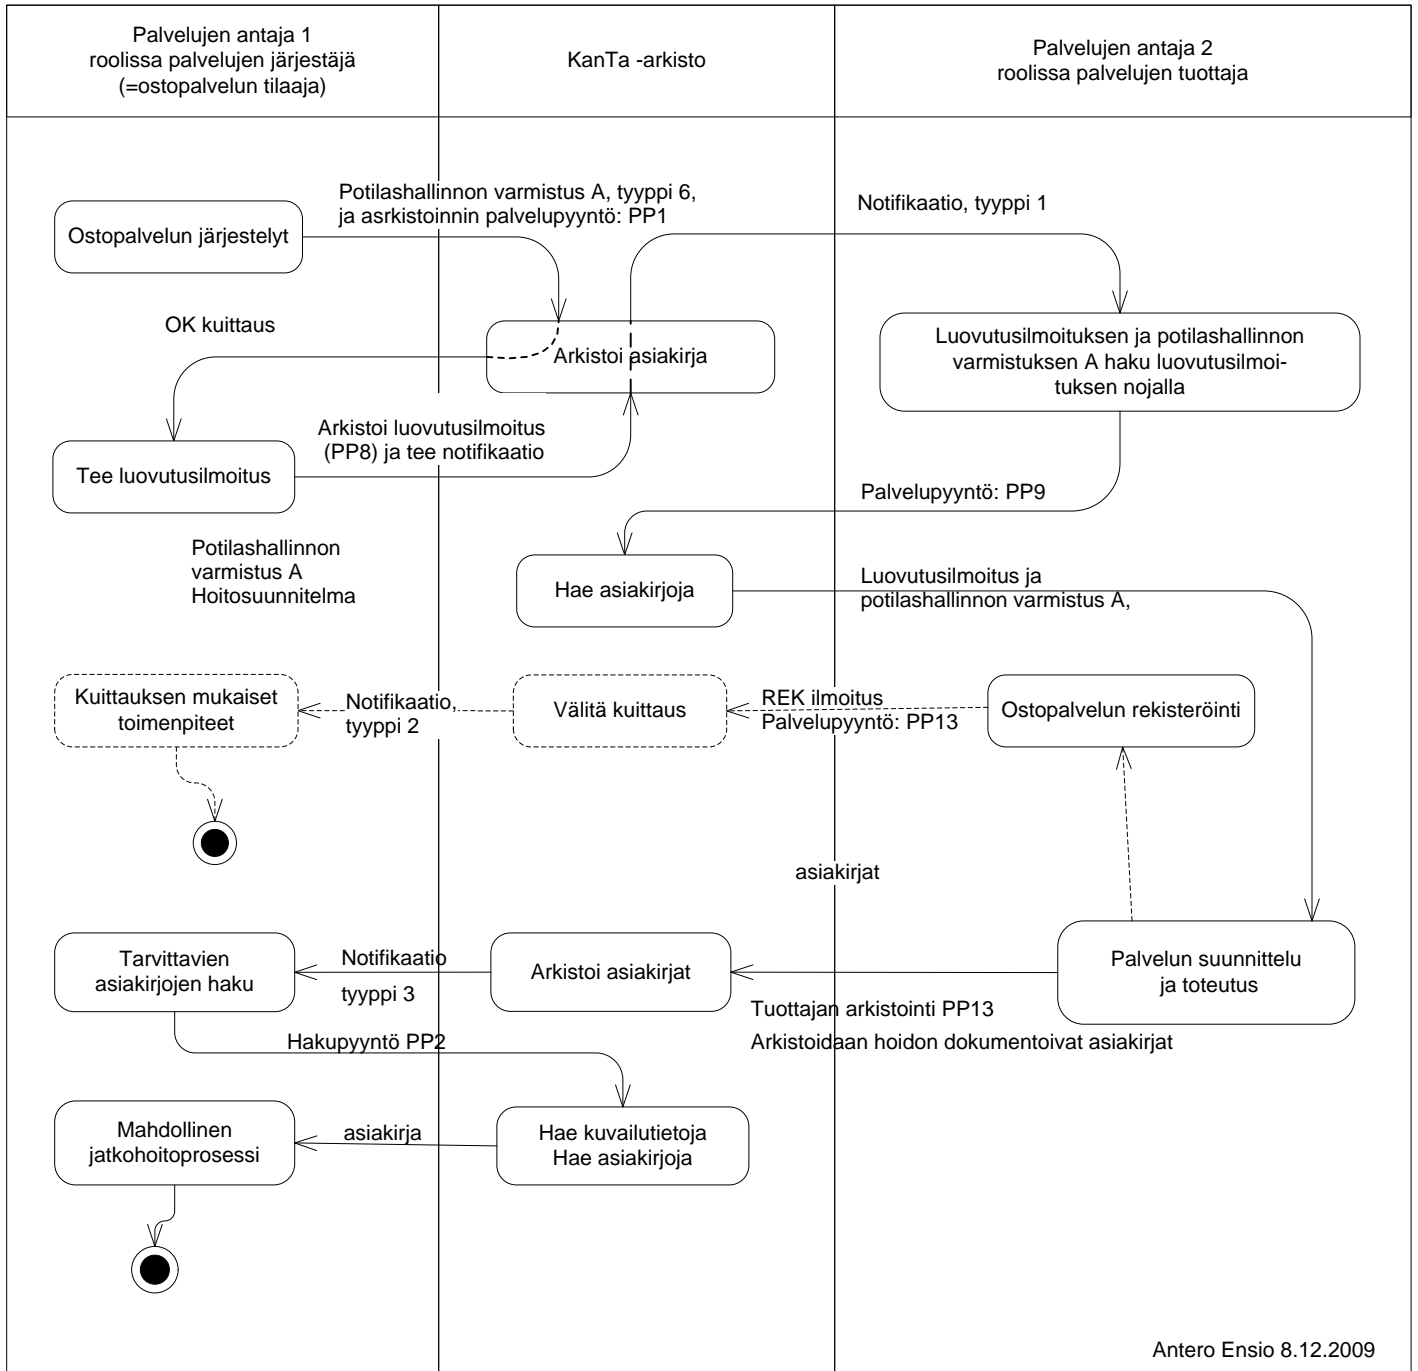 Palvelujen antaja 1
roolissa palvelujen järjestäjä
(=ostopalvelun tilaaja)
KanTa -arkisto
Palvelujen antaja 2
roolissa palvelujen tuottaja
Potilashallinnon varmistus A, tyyppi 6,
ja asrkistoinnin palvelupyyntö: PP1
Notifikaatio, tyyppi 1
Ostopalvelun järjestelyt
OK kuittaus
Arkistoi asiakirja
Luovutusilmoituksen ja potilashallinnon
varmistuksen A haku luovutusilmoi-
tuksen nojalla
Arkistoi luovutusilmoitus
(PP8) ja tee notifikaatio
Tee luovutusilmoitus
Palvelupyyntö: PP9
Potilashallinnon
varmistus A
Hoitosuunnitelma
Hae asiakirjoja
Luovutusilmoitus ja
potilashallinnon varmistus A,
Kuittauksen mukaiset
toimenpiteet
Notifikaatio,
tyyppi 2
Välitä kuittaus
REK ilmoitus
Palvelupyyntö: PP13
Ostopalvelun rekisteröinti
asiakirjat
Tarvittavien
asiakirjojen haku
Notifikaatio
tyyppi 3
Arkistoi asiakirjat
Palvelun suunnittelu
ja toteutus
Tuottajan arkistointi PP13
Arkistoidaan hoidon dokumentoivat asiakirjat
Hakupyyntö PP2
Mahdollinen
jatkohoitoprosessi
asiakirja
Hae kuvailutietoja
Hae asiakirjoja
Antero Ensio 8.12.2009